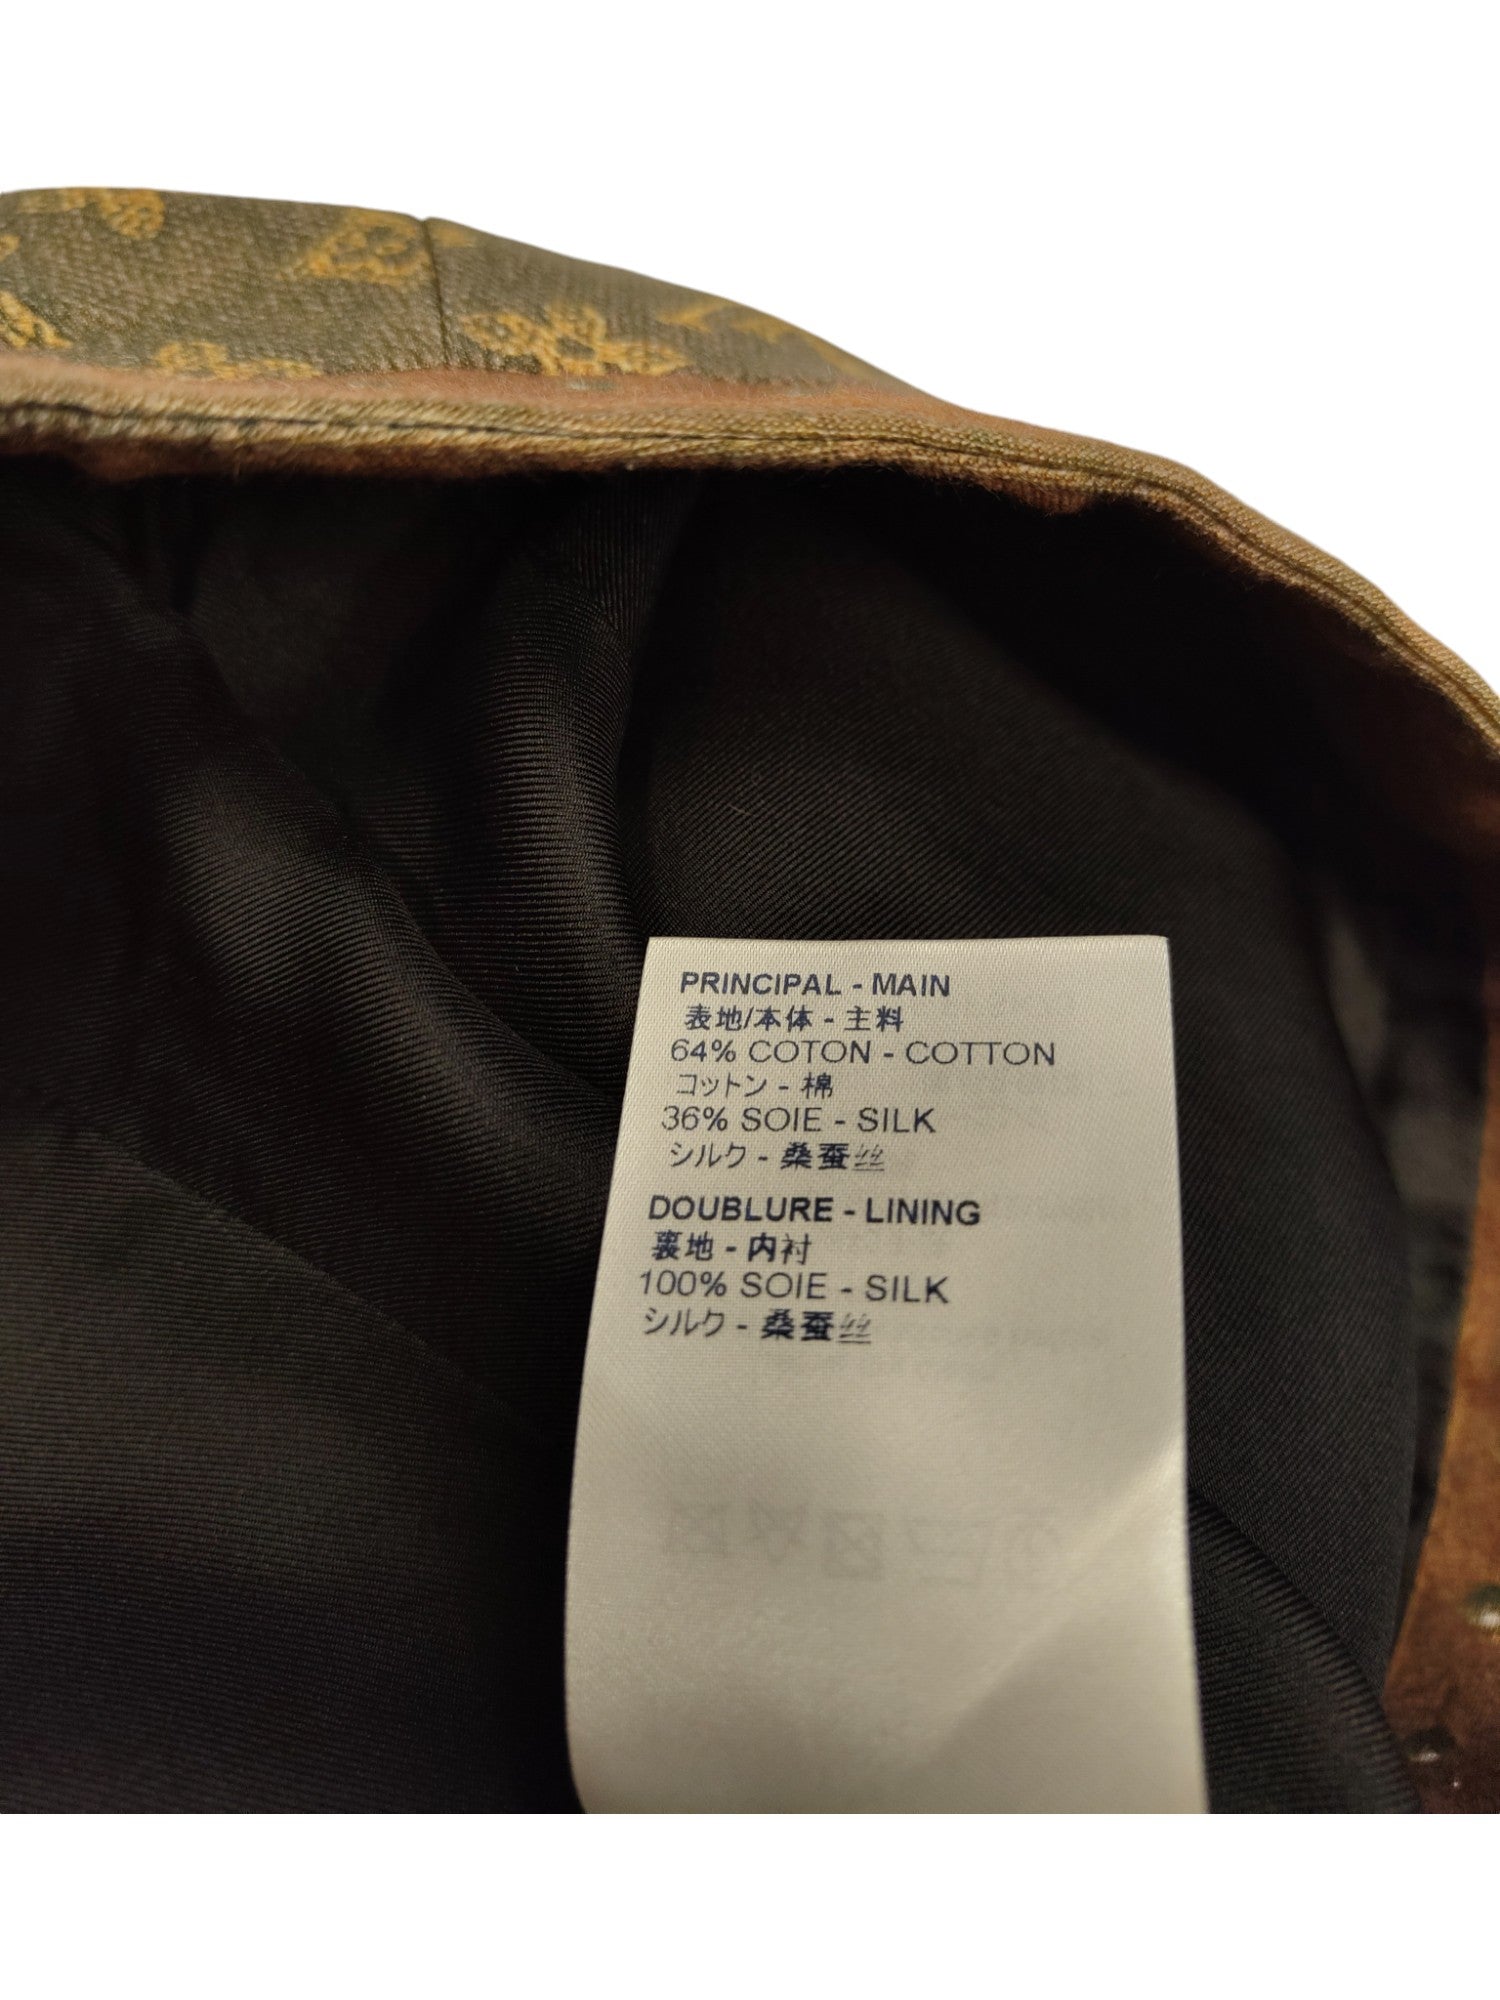 PRINCIPAL - MAIN
表地/本体 - 主料
64% COTON - COTTON
コットン - 棉
36% SOIE - SILK
シルク - 桑蚕丝
DOUBLURE - LINING
裏地 - 内衬
100% SOIE - SILK
シルク - 桑蚕丝